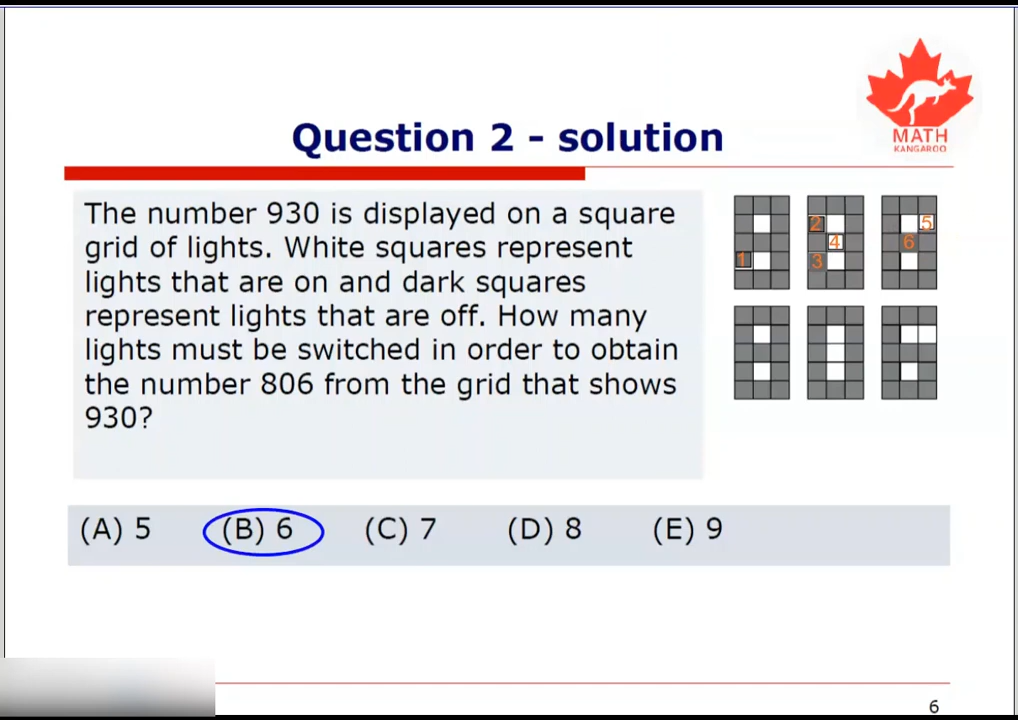 MATH
KANGAROO
Question 2 - solution
The number 930 is displayed on a square
grid of lights. White squares represent
lights that are on and dark squares
represent lights that are off. How many
lights must be switched in order to obtain
the number 806 from the grid that shows
930?
2 5
4 6
1 3
(A) 5 (B) 6 (C) 7 (D) 8 (E) 9
6